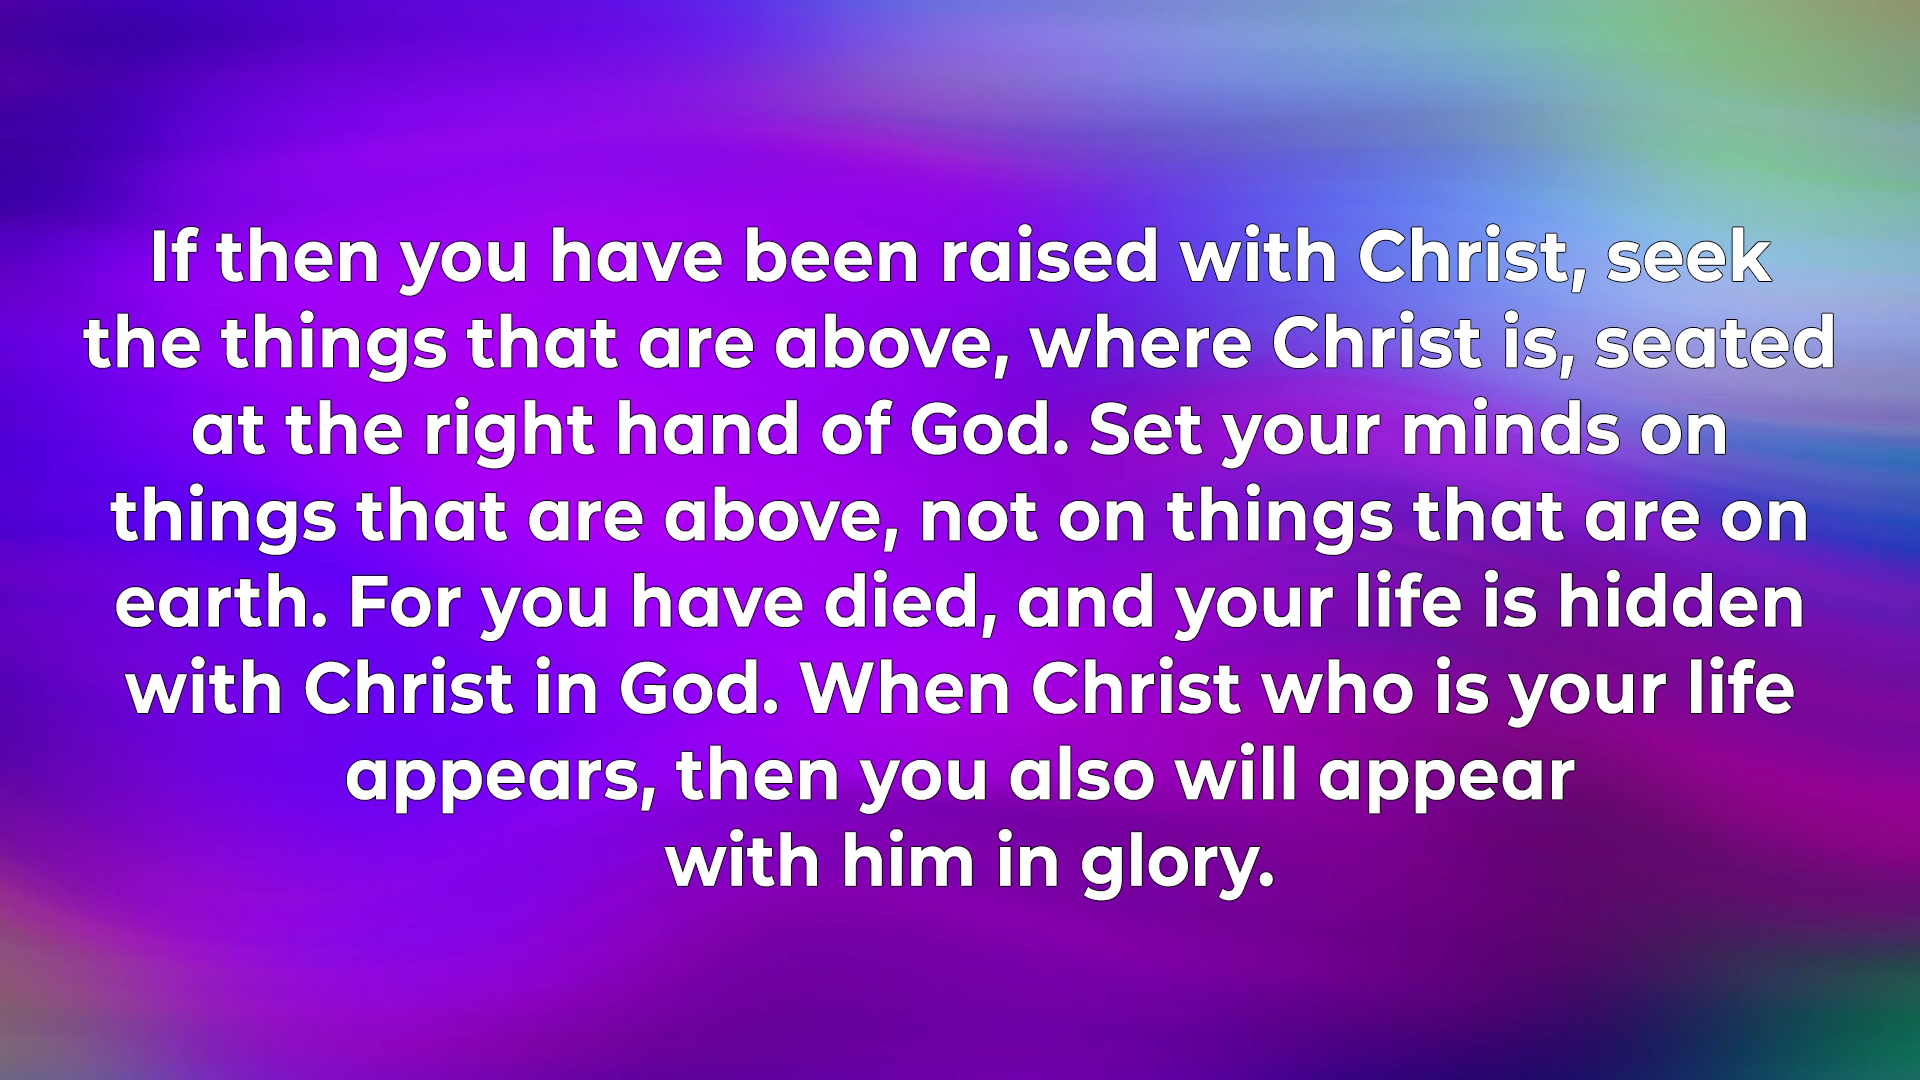 If then you have been raised with Christ, seek
the things that are above, where Christ is, seated
at the right hand of God. Set your minds on
things that are above, not on things that are on
earth. For you have died, and your life is hidden
with Christ in God. When Christ who is your life
appears, then you also will appear
with him in glory.